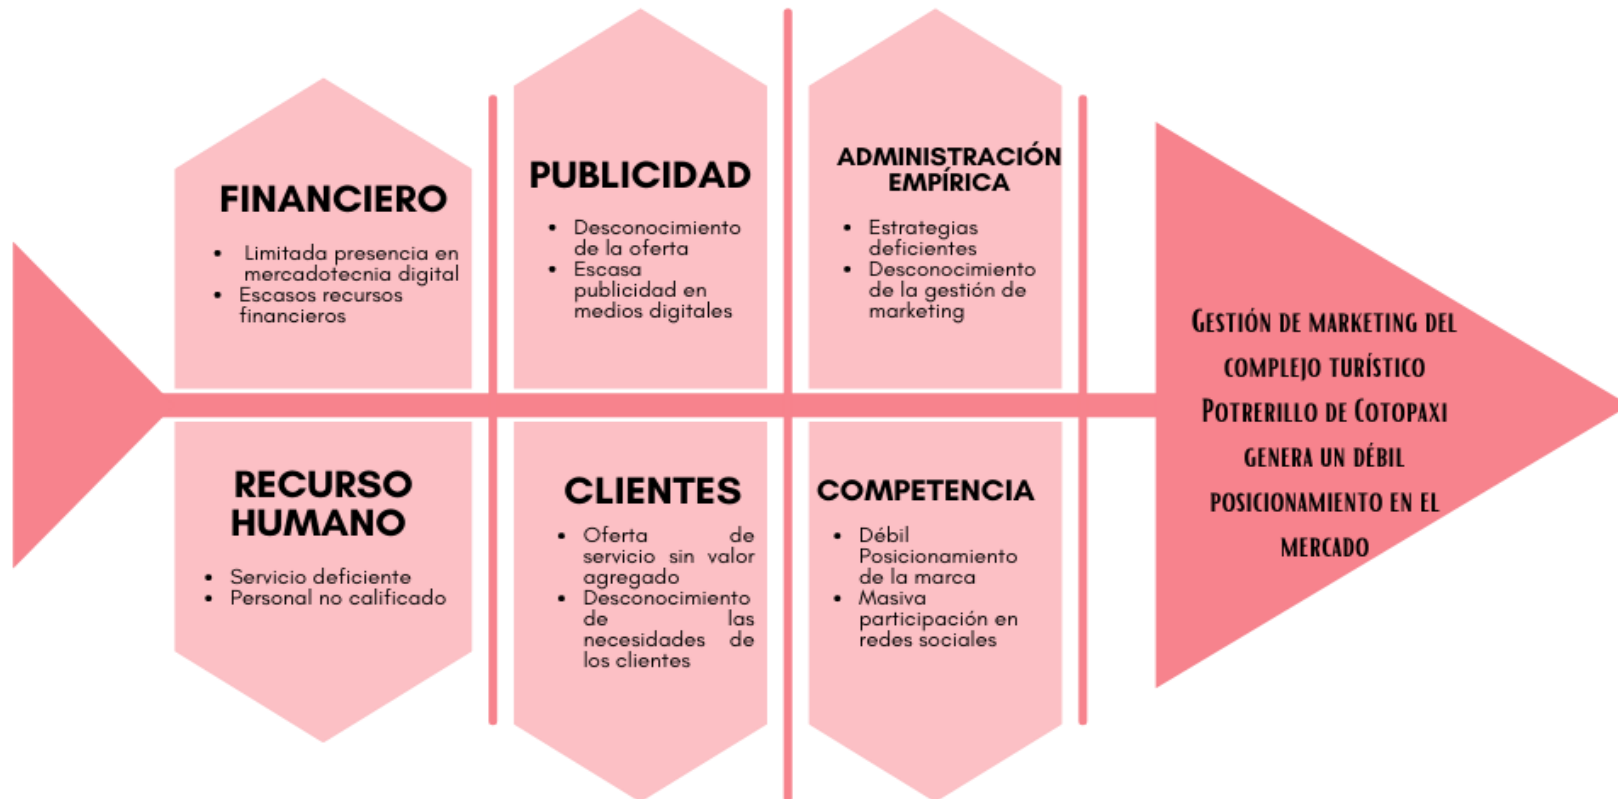 FINANCIERO
Limitada presencia en
mercadotecnia digital
Escasos recursos
financieros
PUBLICIDAD
Desconocimiento
de la oferta
Escasa
publicidad en
medios digitales
ADMINISTRACIÓN
EMPÍRICA
Estrategias
deficientes
Desconocimiento
de la gestión de
marketing
RECURSO
HUMANO
Servicio deficiente
Personal no calificado
CLIENTES
Oferta de
servicio sin valor
agregado
Desconocimiento
de las
necesidades de
los clientes
COMPETENCIA
Débil
Posicionamiento
de la marca
Masiva
participación en
redes sociales
Gestión de marketing del
complejo turístico
Potrerillo de Cotopaxi
genera un débil
posicionamiento en el
mercado